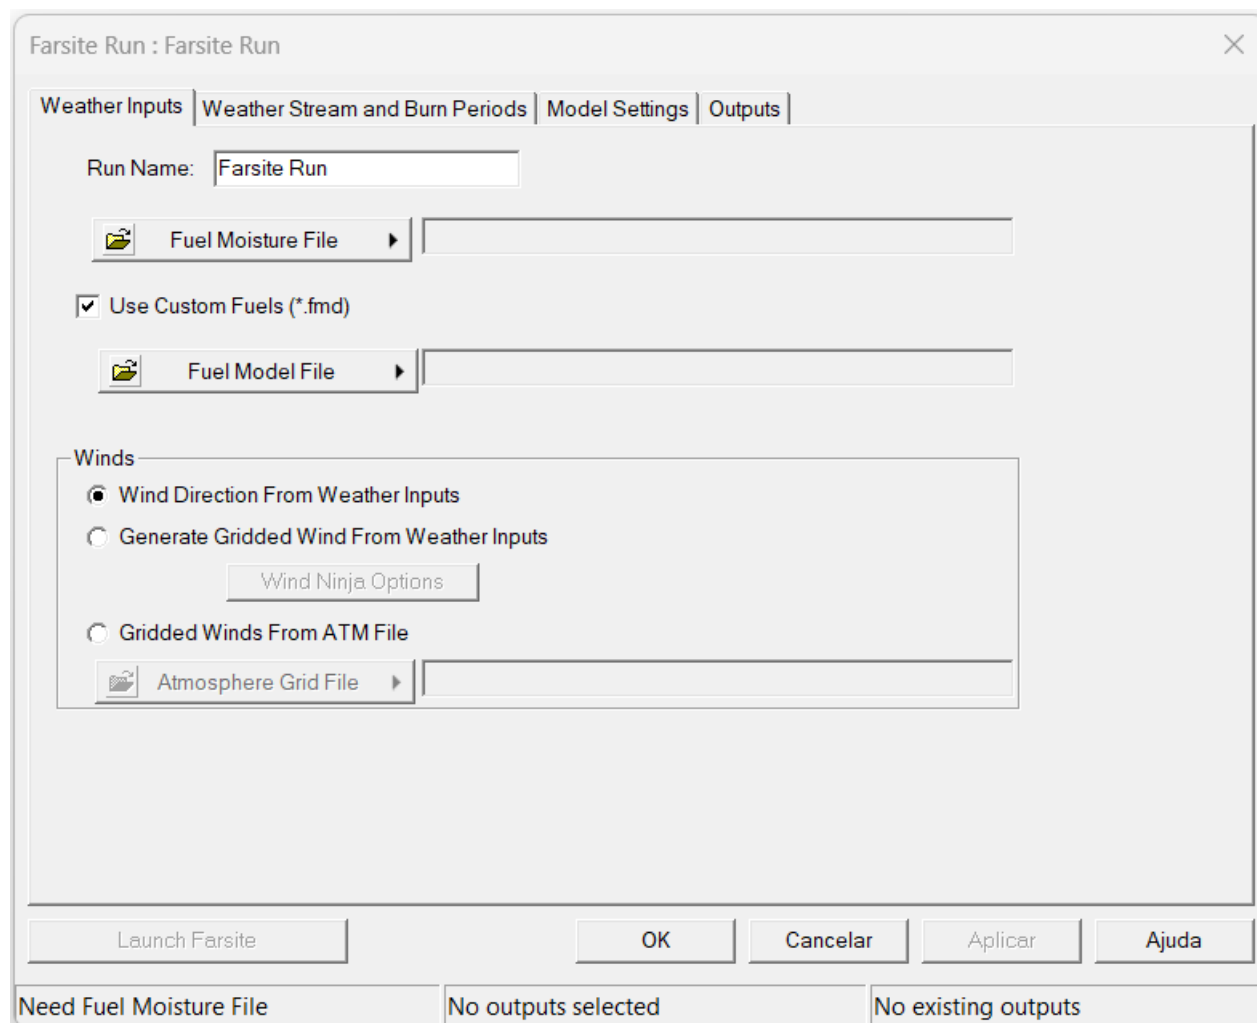 Farsite Run : Farsite Run
Weather Inputs Weather Stream and Burn Periods Model Settings Outputs
Run Name: Farsite Run
Fuel Moisture File
Use Custom Fuels (*.fmd)
Fuel Model File
Winds
Wind Direction From Weather Inputs
Generate Gridded Wind From Weather Inputs
Wind Ninja Options
Gridded Winds From ATM File
Atmosphere Grid File
Launch Farsite OK Cancelar Aplicar Ajuda
Need Fuel Moisture File No outputs selected No existing outputs